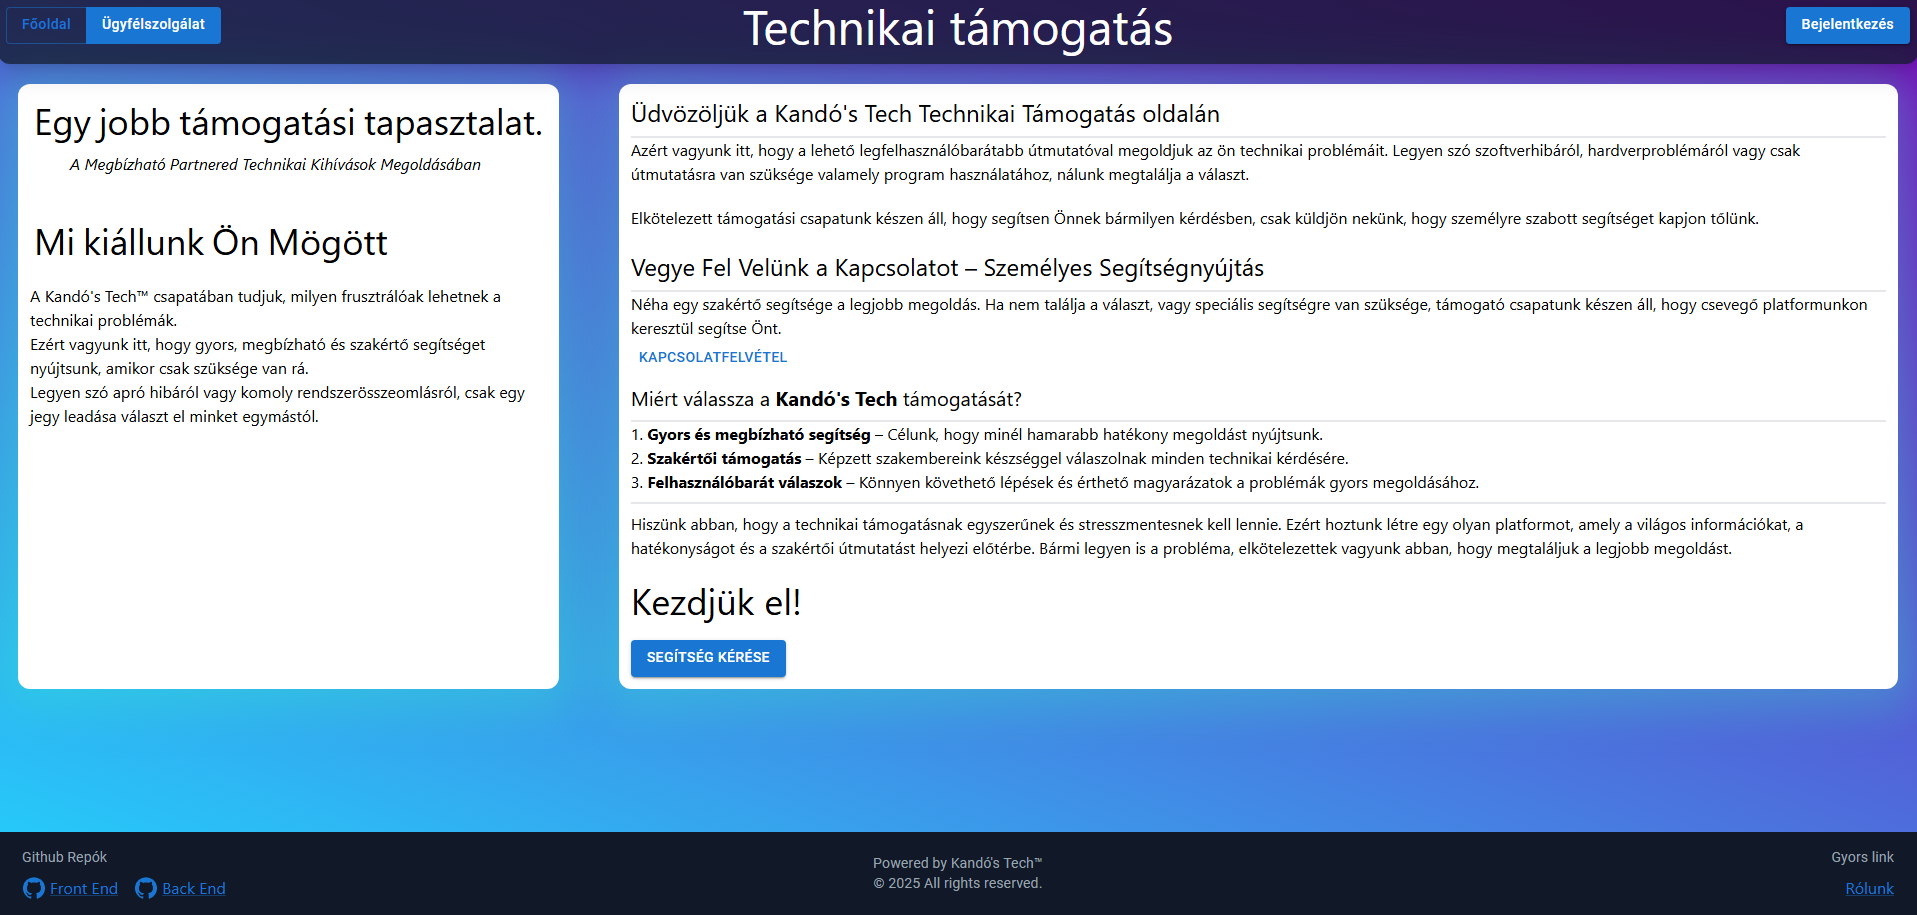 Főoldal
Ügyfélszolgálat
Technikai támogatás
Bejelentkezés
Egy jobb támogatási tapasztalat.
A Megbízható Partnered Technikai Kihívások Megoldásában
Mi kiállunk Ön Mögött
A Kandó's Tech™ csapatában tudjuk, milyen frusztrálóak lehetnek a
technikai problémák.
Ezért vagyunk itt, hogy gyors, megbízható és szakértő segítséget
nyújtsunk, amikor csak szüksége van rá.
Legyen szó apró hibáról vagy komoly rendszerösszeomlásról, csak egy
jegy leadása választ el minket egymástól.
Üdvözöljük a Kandó's Tech Technikai Támogatás oldalán
Azért vagyunk itt, hogy a lehető legfelhasználóbarátabb útmutatóval megoldjuk az ön technikai problémáit. Legyen szó szoftverhibáról, hardverproblémáról vagy csak
útmutatásra van szüksége valamely program használatához, nálunk megtalálja a választ.
Elkötelezett támogatási csapatunk készen áll, hogy segítsen Önnek bármilyen kérdésben, csak küldjön nekünk, hogy személyre szabott segítséget kapjon tőlünk.
Vegye Fel Velünk a Kapcsolatot – Személyes Segítségnyújtás
Néha egy szakértő segítsége a legjobb megoldás. Ha nem találja a választ, vagy speciális segítségre van szüksége, támogató csapatunk készen áll, hogy csevegő platformunkon
keresztül segítse Önt.
KAPCSOLATFELVÉTEL
Miért válassza a Kandó's Tech támogatását?
1. Gyors és megbízható segítség – Célunk, hogy minél hamarabb hatékony megoldást nyújtsunk.
2. Szakértői támogatás – Képzett szakembereink készséggel válaszolnak minden technikai kérdésére.
3. Felhasználóbarát válaszok – Könnyen követhető lépések és érthető magyarázatok a problémák gyors megoldásához.
Hiszünk abban, hogy a technikai támogatásnak egyszerűnek és stresszmentesnek kell lennie. Ezért hoztunk létre egy olyan platformot, amely a világos információkat, a
hatékonyságot és a szakértői útmutatást helyezi előtérbe. Bármi legyen is a probléma, elkötelezettek vagyunk abban, hogy megtaláljuk a legjobb megoldást.
Kezdjük el!
SEGÍTSÉG KÉRÉSE
Github Repók
Front End
Back End
Powered by Kandó's Tech™
© 2025 All rights reserved.
Gyors link
Rólunk